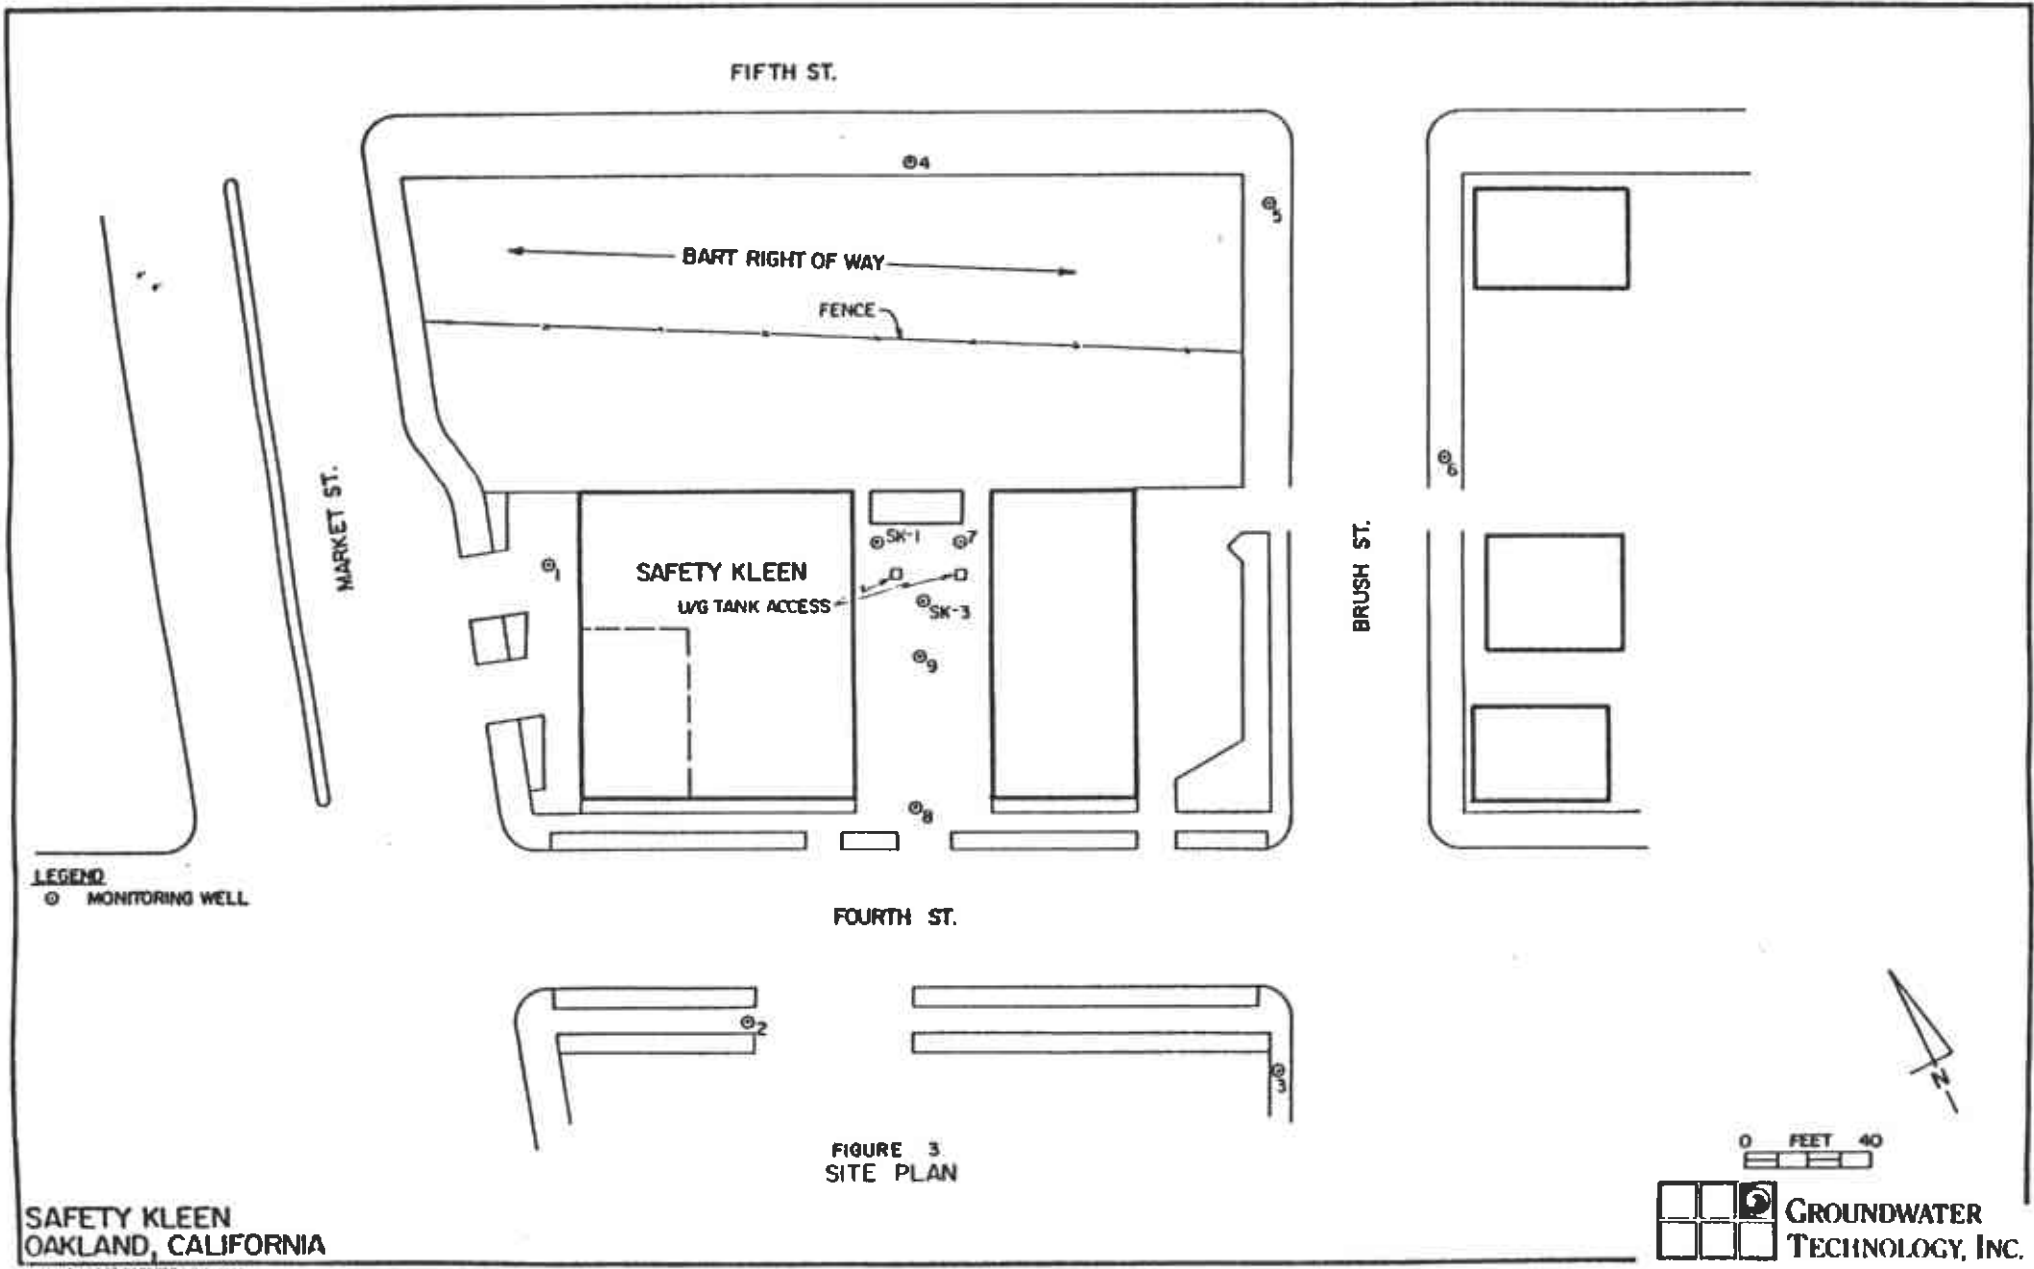 FIFTH ST.
4
5
BART RIGHT OF WAY
FENCE
6
MARKET ST.
BRUSH ST.
SK-1
7
1
SAFETY KLEEN
U/G TANK ACCESS
SK-3
9
8
LEGEND
MONITORING WELL
FOURTH ST.
2
3
N
FIGURE 3
SITE PLAN
0 FEET 40
SAFETY KLEEN
OAKLAND, CALIFORNIA
GROUNDWATER
TECHNOLOGY, INC.